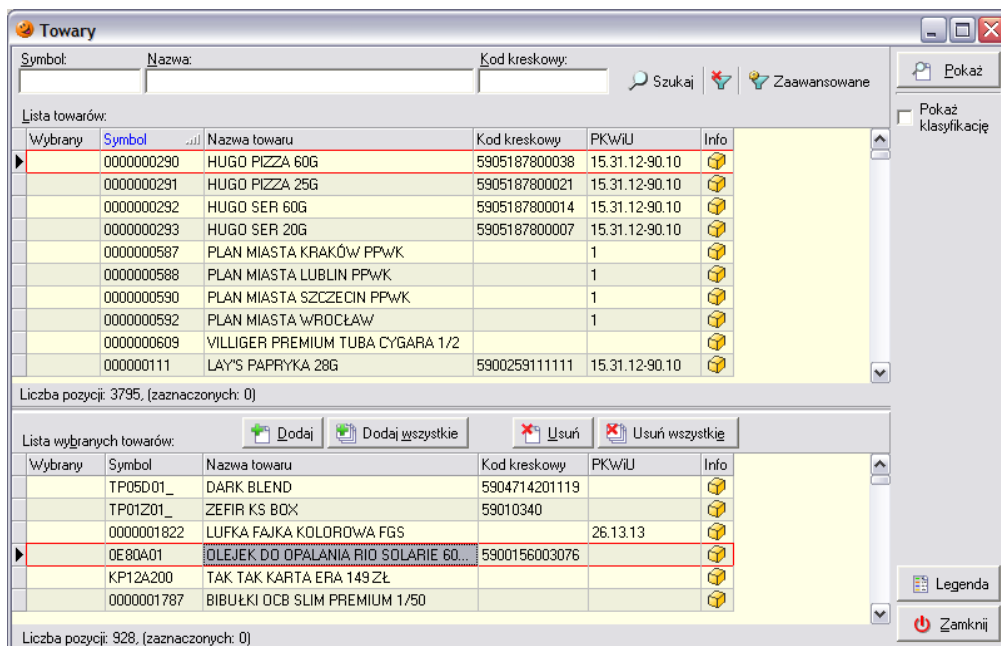 Towary
Symbol: Nazwa: Kod kreskowy:
Szukaj Zaawansowane
Pokaż
Pokaż klasyfikację
Lista towarów:
Wybrany Symbol Nazwa towaru Kod kreskowy PKWiU Info
0000000290 HUGO PIZZA 60G 5905187800038 15.31.12-90.10
0000000291 HUGO PIZZA 25G 5905187800021 15.31.12-90.10
0000000292 HUGO SER 60G 5905187800014 15.31.12-90.10
0000000293 HUGO SER 20G 5905187800007 15.31.12-90.10
0000000587 PLAN MIASTA KRAKÓW PPWK 1
0000000588 PLAN MIASTA LUBLIN PPWK 1
0000000590 PLAN MIASTA SZCZECIN PPWK 1
0000000592 PLAN MIASTA WROCŁAW 1
0000000609 VILLIGER PREMIUM TUBA CYGARA 1/2
000000111 LAY'S PAPRYKA 28G 5900259111111 15.31.12-90.10
Liczba pozycji: 3795, (zaznaczonych: 0)
Lista wybranych towarów: Dodaj Dodaj wszystkie Usuń Usuń wszystkie
Wybrany Symbol Nazwa towaru Kod kreskowy PKWiU Info
TP05D01_ DARK BLEND 5904714201119
TP01Z01_ ZEFIR KS BOX 59010340
0000001822 LUFKA FAJKA KOLOROWA FGS 26.13.13
0E80A01 OLEJEK DO OPALANIA RIO SOLARIE 60... 5900156003076
KP12A200 TAK TAK KARTA ERA 149 ZŁ
0000001787 BIBUŁKI OCB SLIM PREMIUM 1/50
Liczba pozycji: 928, (zaznaczonych: 0)
Legenda
Zamknij